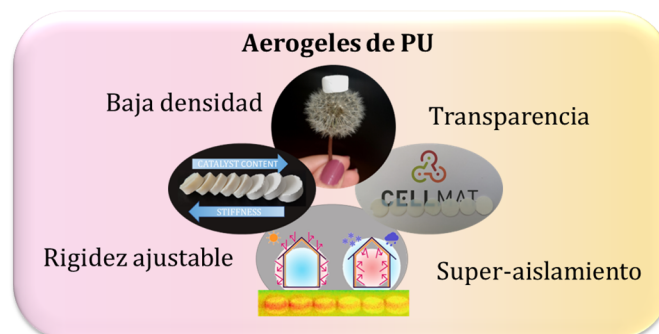 Aerogeles de PU
Baja densidad
Transparencia
CATALYST CONTENT
STIFFNESS
CELLMAT
Rigidez ajustable
Super-aislamiento